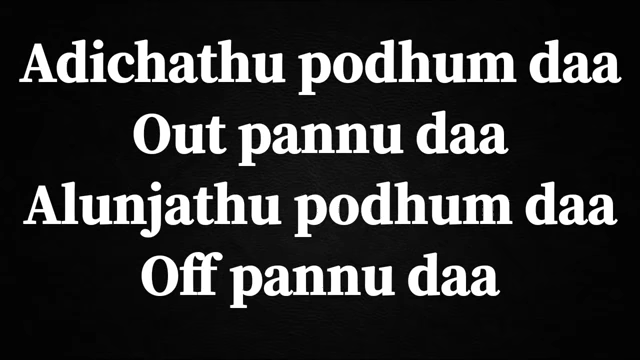 Adichathu podhum daa
Out pannu daa
Alunjathu podhum daa
Off pannu daa